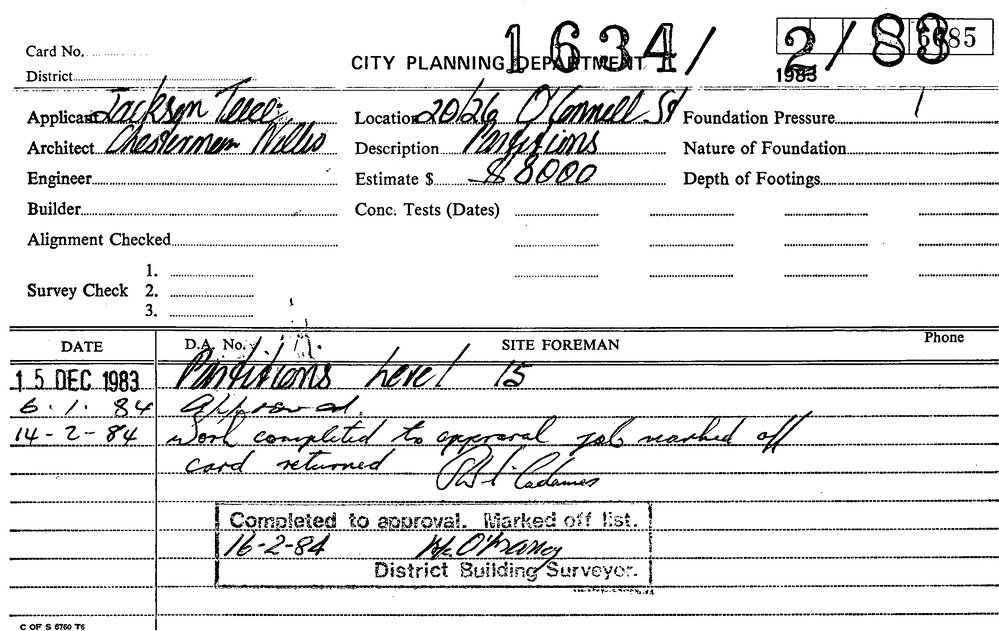 1634/2/83
85
Card No.
CITY PLANNING DEPARTMENT
1983
District
Applicant Jackson Teece
Location 20/26 O'Connell St
Foundation Pressure
Architect Chesterman Willis
Description Partitions
Nature of Foundation
Engineer
Estimate $ $8000
Depth of Footings
Builder
Conc. Tests (Dates)
Alignment Checked
1.
Survey Check 2.
3.
DATE D.A. No. SITE FOREMAN Phone
15 DEC 1983 Partitions Level 15
6.1.84 approved.
14-2-84 Work completed to approval job marked off
card returned
Completed to approval. Marked off list.
16-2-84
District Building Surveyor.
C OF S 6760 T6